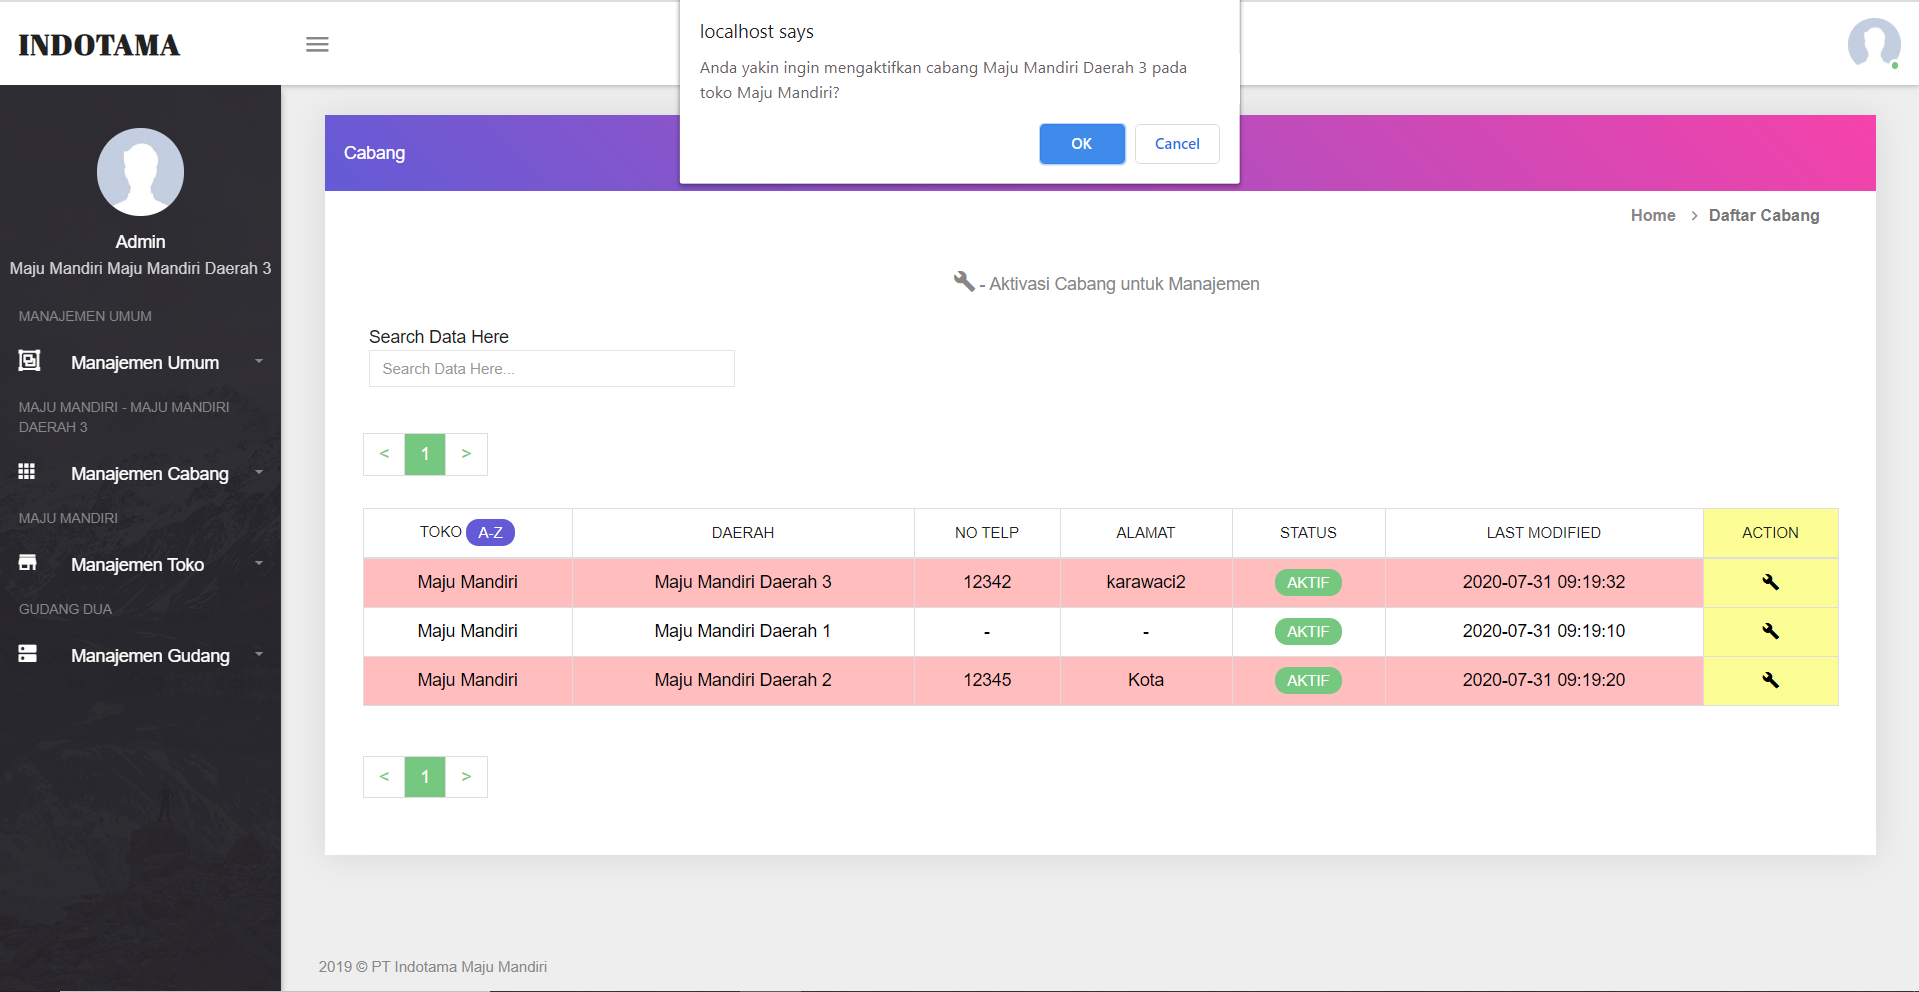 INDOTAMA
localhost says
Anda yakin ingin mengaktifkan cabang Maju Mandiri Daerah 3 pada
toko Maju Mandiri?
OK
Cancel
Admin
Maju Mandiri Maju Mandiri Daerah 3
MANAJEMEN UMUM
Manajemen Umum
MAJU MANDIRI - MAJU MANDIRI
DAERAH 3
Manajemen Cabang
MAJU MANDIRI
Manajemen Toko
GUDANG DUA
Manajemen Gudang
Cabang
Home > Daftar Cabang
- Aktivasi Cabang untuk Manajemen
Search Data Here
Search Data Here...
< 1 >
TOKO A-Z DAERAH NO TELP ALAMAT STATUS LAST MODIFIED ACTION
Maju Mandiri Maju Mandiri Daerah 3 12342 karawaci2 AKTIF 2020-07-31 09:19:32
Maju Mandiri Maju Mandiri Daerah 1 - - AKTIF 2020-07-31 09:19:10
Maju Mandiri Maju Mandiri Daerah 2 12345 Kota AKTIF 2020-07-31 09:19:20
< 1 >
2019 © PT Indotama Maju Mandiri